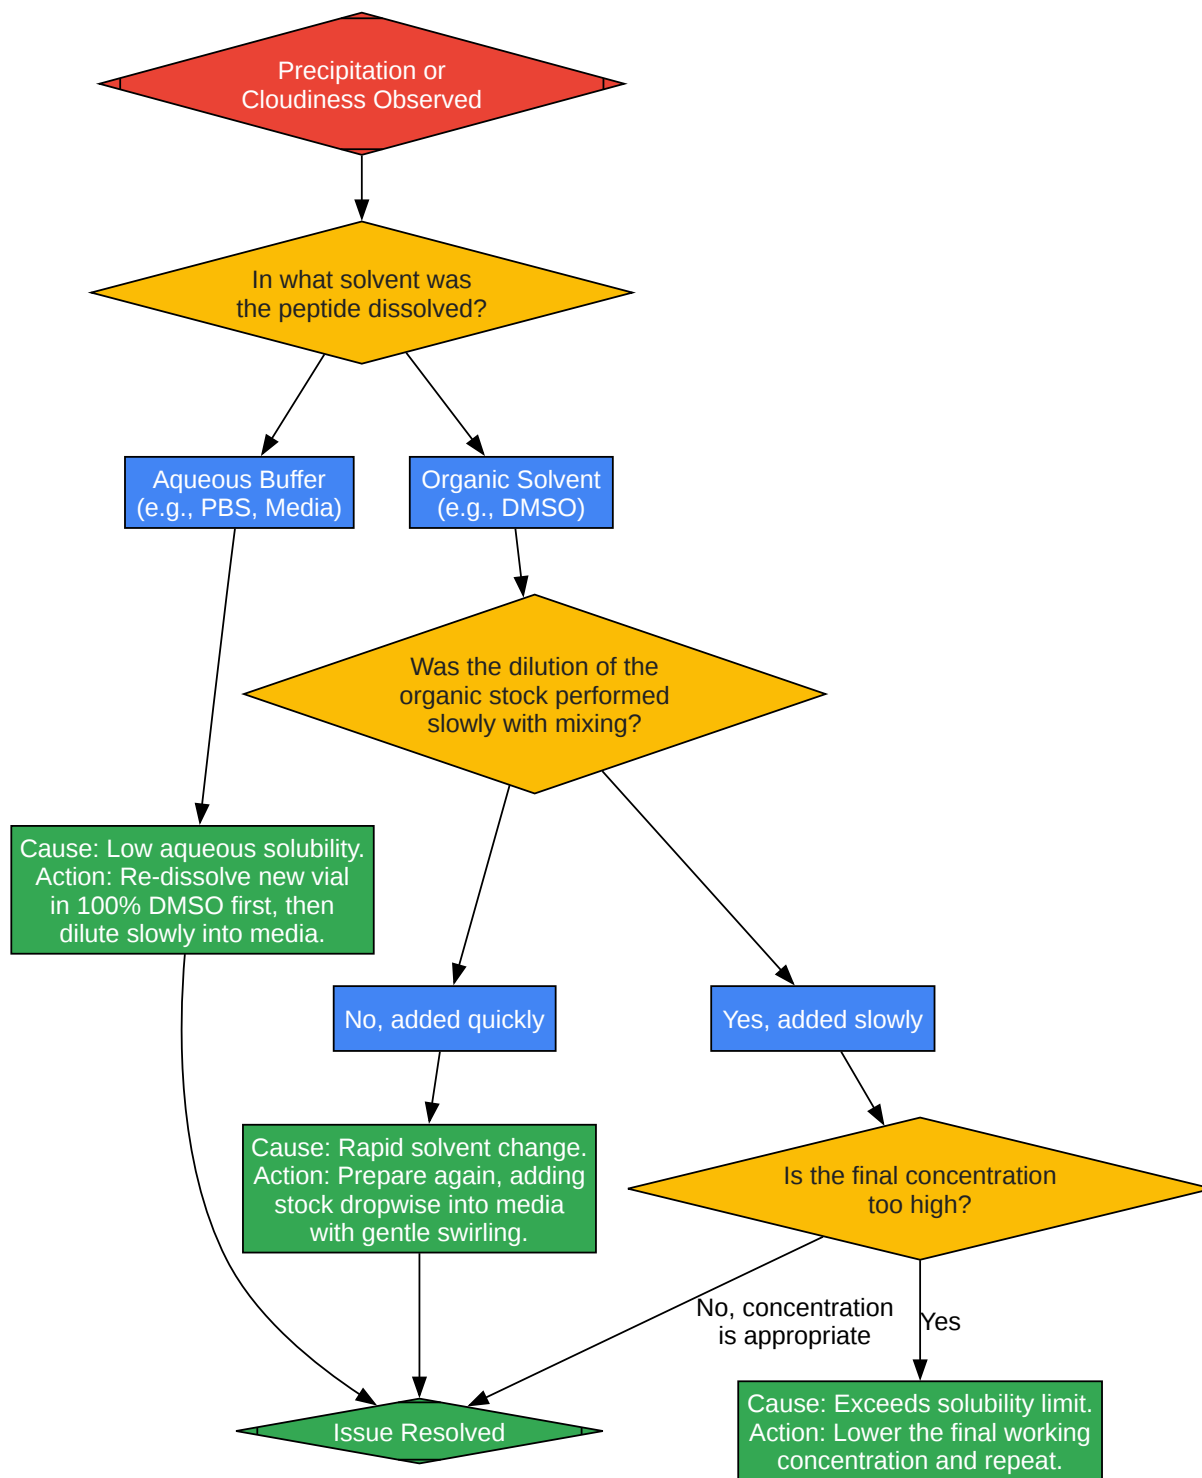 Precipitation or
Cloudiness Observed
In what solvent was
the peptide dissolved?
Aqueous Buffer
(e.g., PBS, Media)
Organic Solvent
(e.g., DMSO)
Was the dilution of the
organic stock performed
slowly with mixing?
Cause: Low aqueous solubility.
Action: Re-dissolve new vial
in 100% DMSO first, then
dilute slowly into media.
No, added quickly
Yes, added slowly
Cause: Rapid solvent change.
Action: Prepare again, adding
stock dropwise into media
with gentle swirling.
Is the final concentration
too high?
No, concentration
is appropriate
Yes
Issue Resolved
Cause: Exceeds solubility limit.
Action: Lower the final working
concentration and repeat.